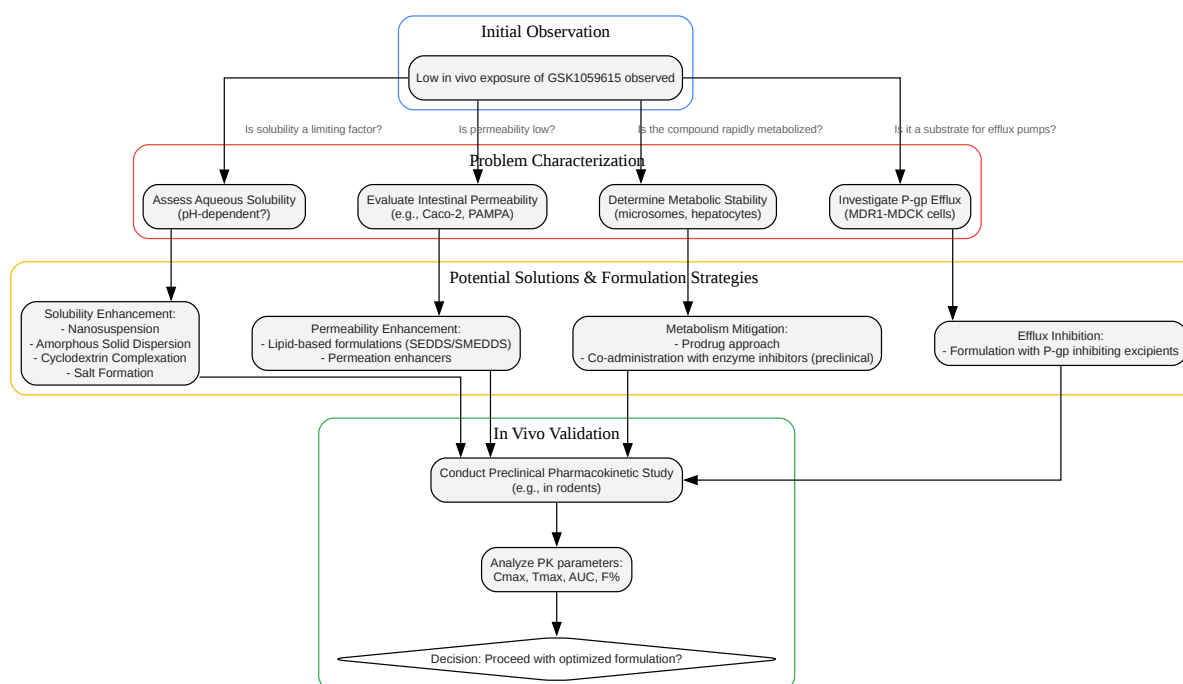 Initial Observation
Low in vivo exposure of GSK1059615 observed
Is solubility a limiting factor?
Is permeability low?
Is the compound rapidly metabolized?
Is it a substrate for efflux pumps?
Problem Characterization
Assess Aqueous Solubility
(pH-dependent?)
Evaluate Intestinal Permeability
(e.g., Caco-2, PAMPA)
Determine Metabolic Stability
(microsomes, hepatocytes)
Investigate P-gp Efflux
(MDR1-MDCK cells)
Potential Solutions & Formulation Strategies
Solubility Enhancement:
- Nanosuspension
- Amorphous Solid Dispersion
- Cyclodextrin Complexation
- Salt Formation
Permeability Enhancement:
- Lipid-based formulations (SEDDS/SMEDDS)
- Permeation enhancers
Metabolism Mitigation:
- Prodrug approach
- Co-administration with enzyme inhibitors (preclinical)
Efflux Inhibition:
- Formulation with P-gp inhibiting excipients
In Vivo Validation
Conduct Preclinical Pharmacokinetic Study
(e.g., in rodents)
Analyze PK parameters:
Cmax, Tmax, AUC, F%
Decision: Proceed with optimized formulation?